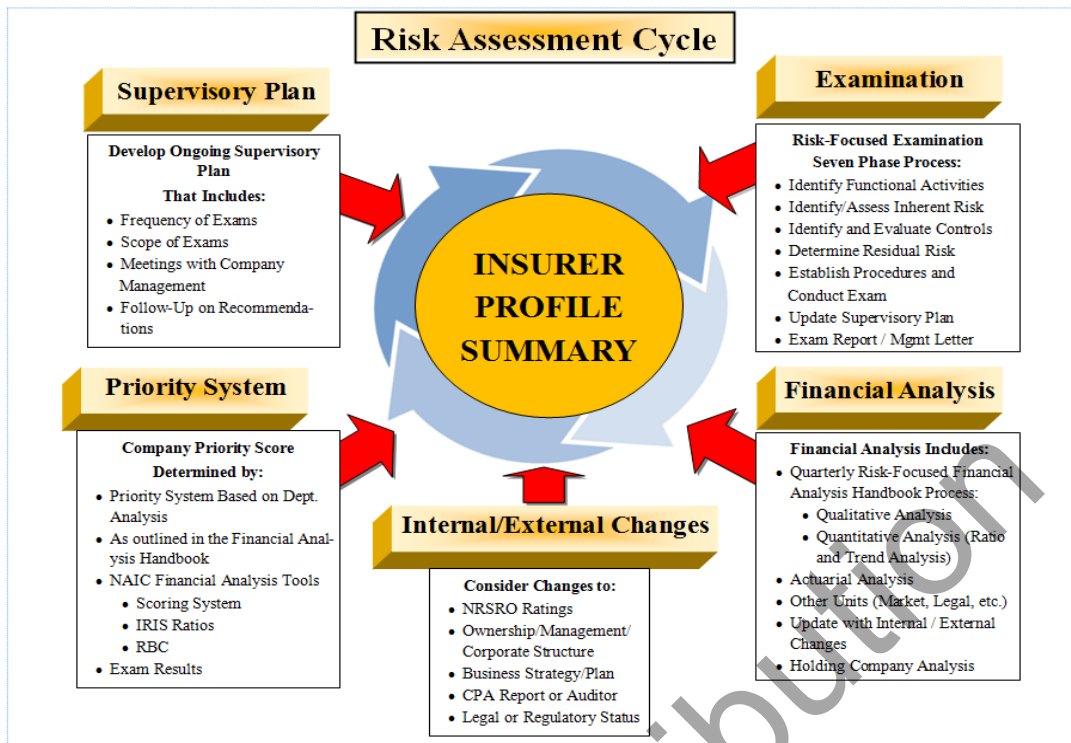 Risk Assessment Cycle
Supervisory Plan
Develop Ongoing Supervisory
Plan
That Includes:
• Frequency of Exams
• Scope of Exams
• Meetings with Company
Management
• Follow-Up on Recommenda-
tions
Examination
Risk-Focused Examination
Seven Phase Process:
• Identify Functional Activities
• Identify/Assess Inherent Risk
• Identify and Evaluate Controls
• Determine Residual Risk
• Establish Procedures and
Conduct Exam
• Update Supervisory Plan
• Exam Report / Mgmt Letter
INSURER
PROFILE
SUMMARY
Priority System
Company Priority Score
Determined by:
• Priority System Based on Dept.
Analysis
• As outlined in the Financial Anal-
ysis Handbook
• NAIC Financial Analysis Tools
• Scoring System
• IRIS Ratios
• RBC
• Exam Results
Internal/External Changes
Consider Changes to:
• NRSRO Ratings
• Ownership/Management/
Corporate Structure
• Business Strategy/Plan
• CPA Report or Auditor
• Legal or Regulatory Status
Financial Analysis
Financial Analysis Includes:
• Quarterly Risk-Focused Financial
Analysis Handbook Process:
• Qualitative Analysis
• Quantitative Analysis (Ratio
and Trend Analysis)
• Actuarial Analysis
• Other Units (Market, Legal, etc.)
• Update with Internal / External
Changes
• Holding Company Analysis
ibution